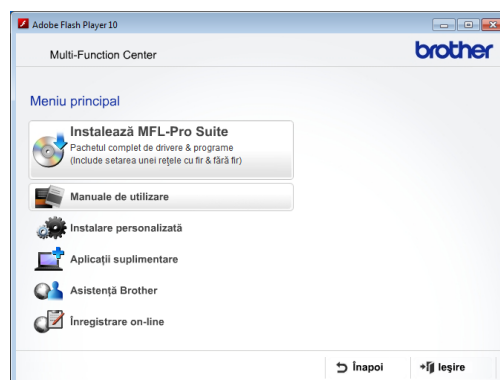 Adobe Flash Player 10
Multi-Function Center
brother
Meniu principal
Instalează MFL-Pro Suite
Pachetul complet de drivere & programe
(Include setarea unei rețele cu fir & fără fir)
Manuale de utilizare
Instalare personalizată
Aplicații suplimentare
Asistență Brother
Înregistrare on-line
Înapoi
Ieșire